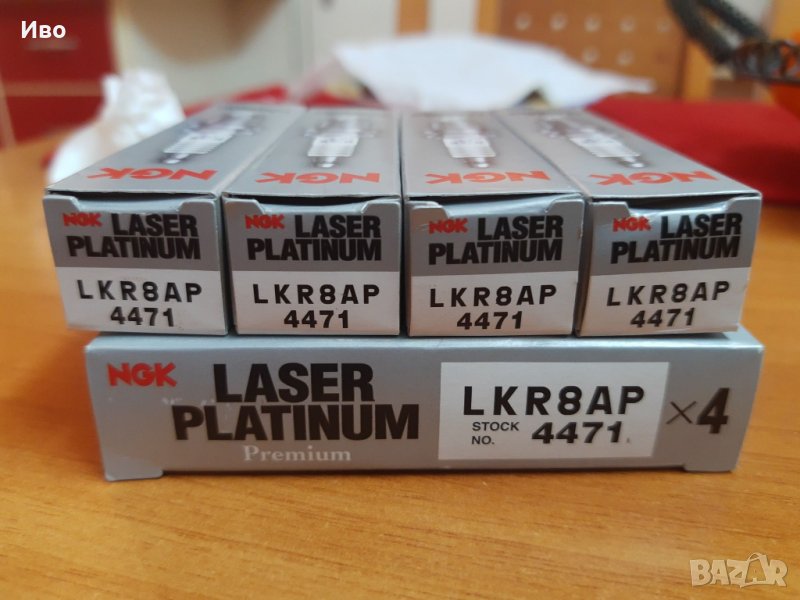 Иво
NGK NGK NGK NGK
NGK LASER
PLATINUM
LKR8AP
4471
NGK LASER
PLATINUM
LKR8AP
4471
NGK LASER
PLATINUM
LKR8AP
4471
NGK LASER
PLATINUM
LKR8AP
4471
NGK LASER
PLATINUM
Premium
LKR8AP
STOCK
NO. 4471
×4
BAZAR